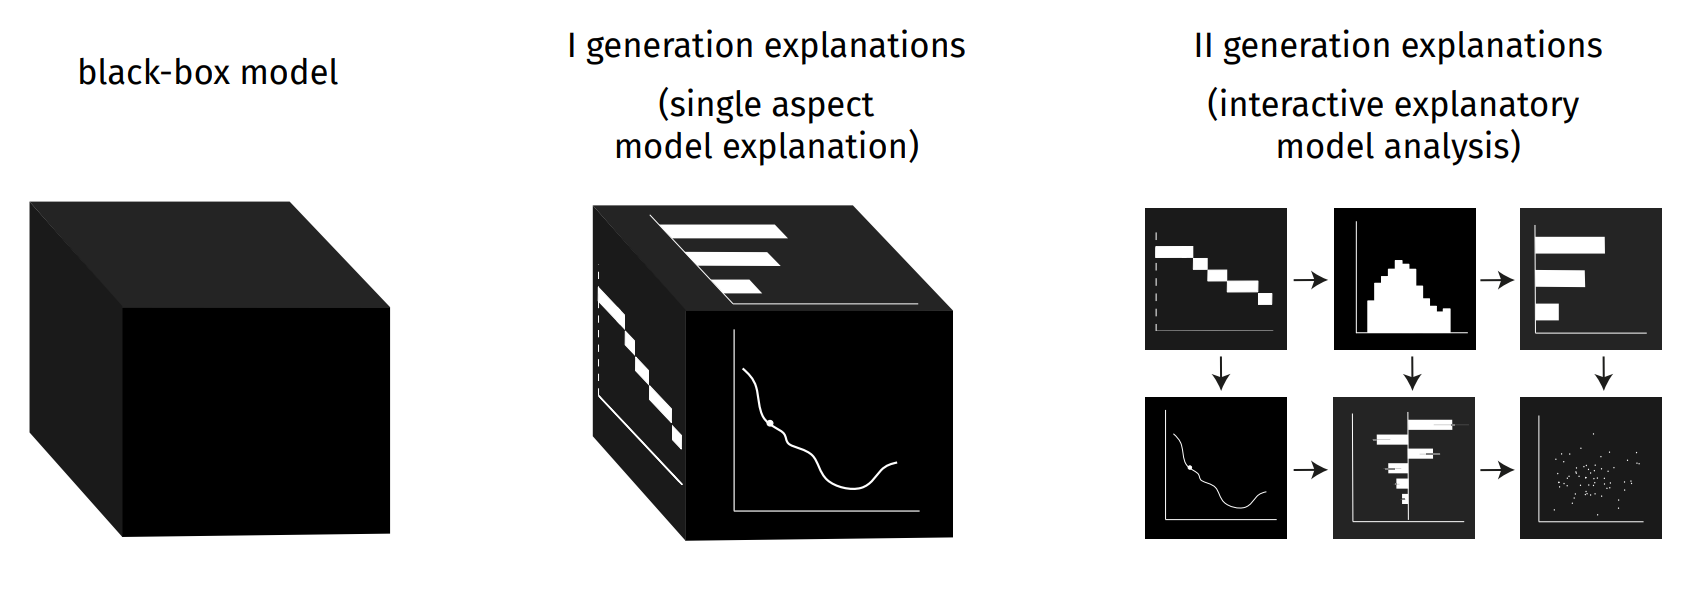 black-box model
I generation explanations
(single aspect
model explanation)
II generation explanations
(interactive explanatory
model analysis)